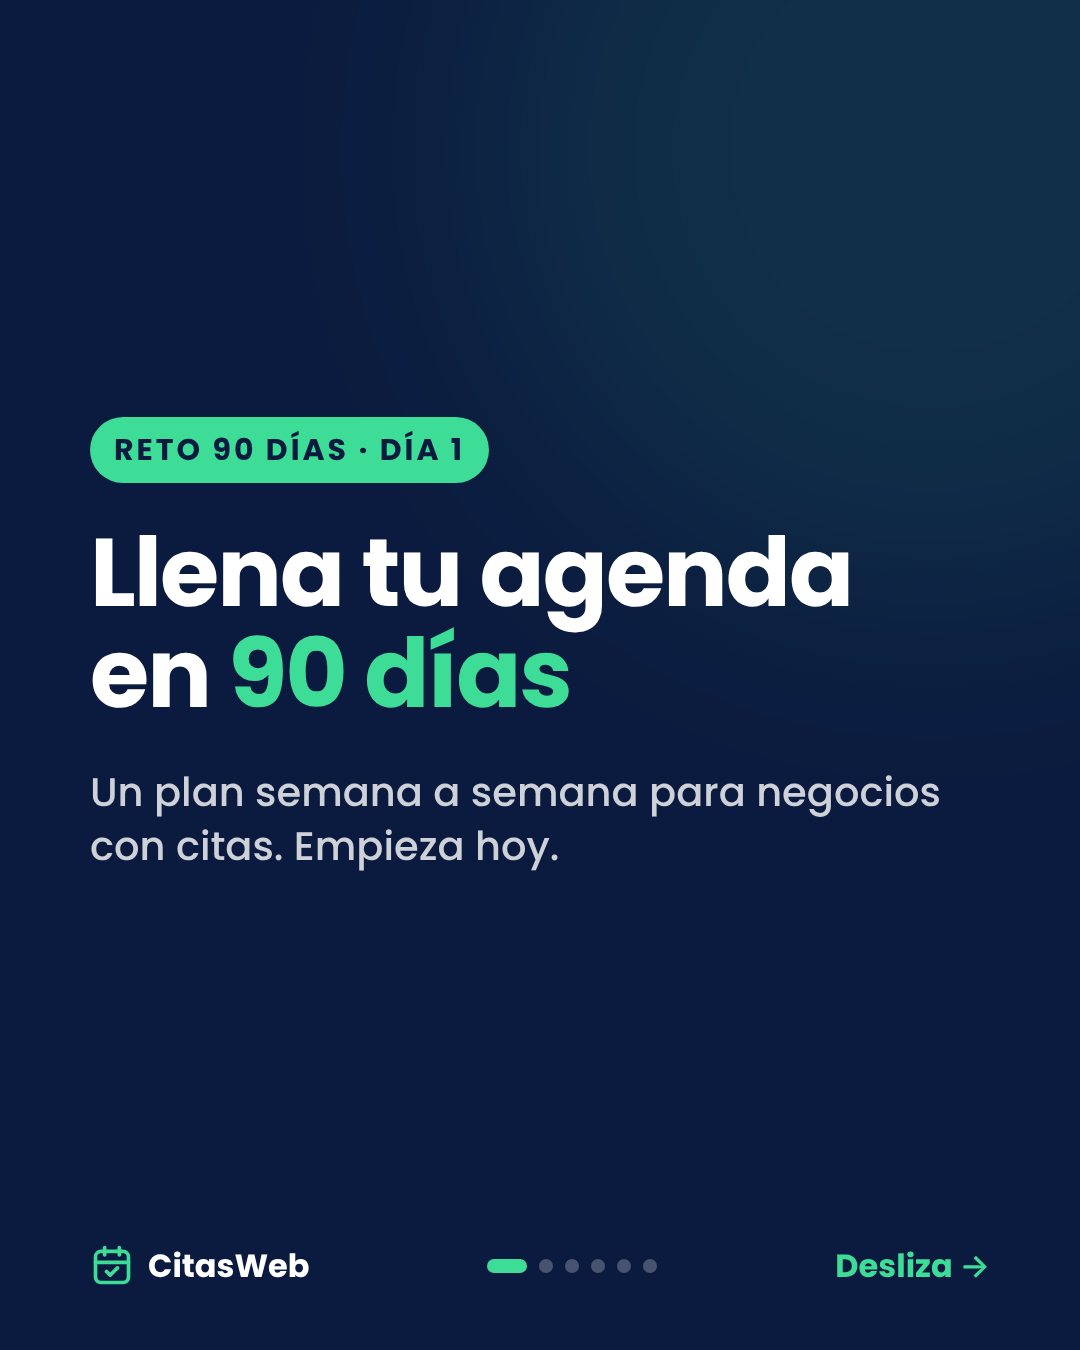 RETO 90 DÍAS · DÍA 1
Llena tu agenda
en 90 días
Un plan semana a semana para negocios
con citas. Empieza hoy.
CitasWeb
Desliza →